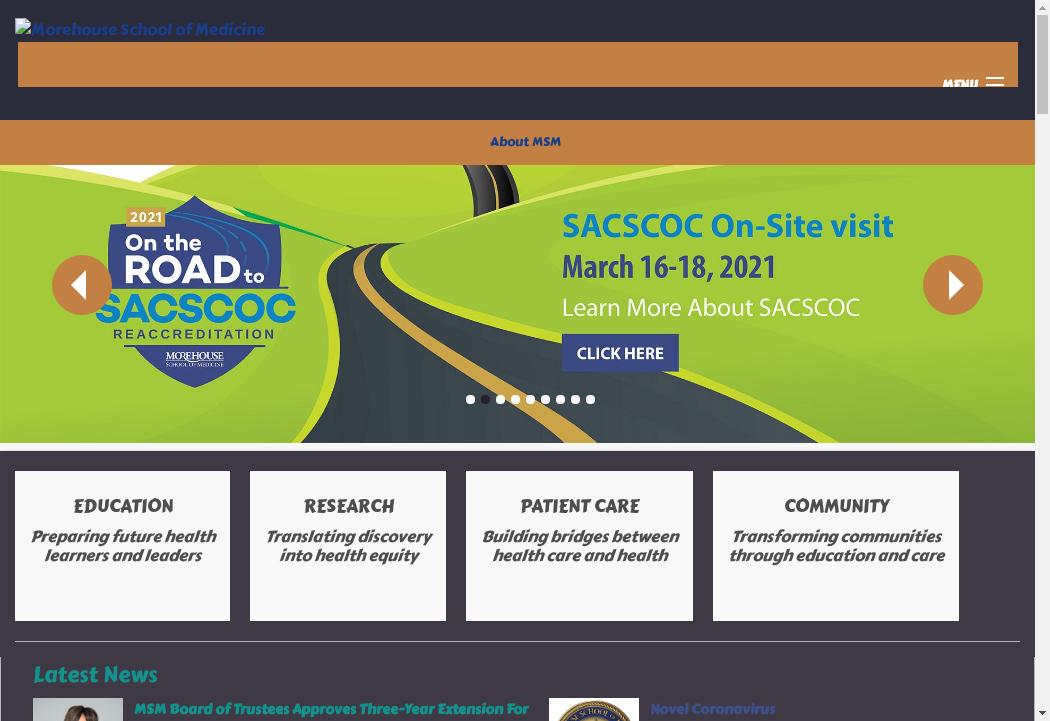 Morehouse School of Medicine
MENU
About MSM
2021
On the
ROAD to
SACSCOC
REACCREDITATION
MOREHOUSE
SCHOOL OF MEDICINE
SACSCOC On-Site visit
March 16-18, 2021
Learn More About SACSCOC
CLICK HERE
EDUCATION
Preparing future health
learners and leaders
RESEARCH
Translating discovery
into health equity
PATIENT CARE
Building bridges between
health care and health
COMMUNITY
Transforming communities
through education and care
Latest News
MSM Board of Trustees Approves Three-Year Extension For
Novel Coronavirus